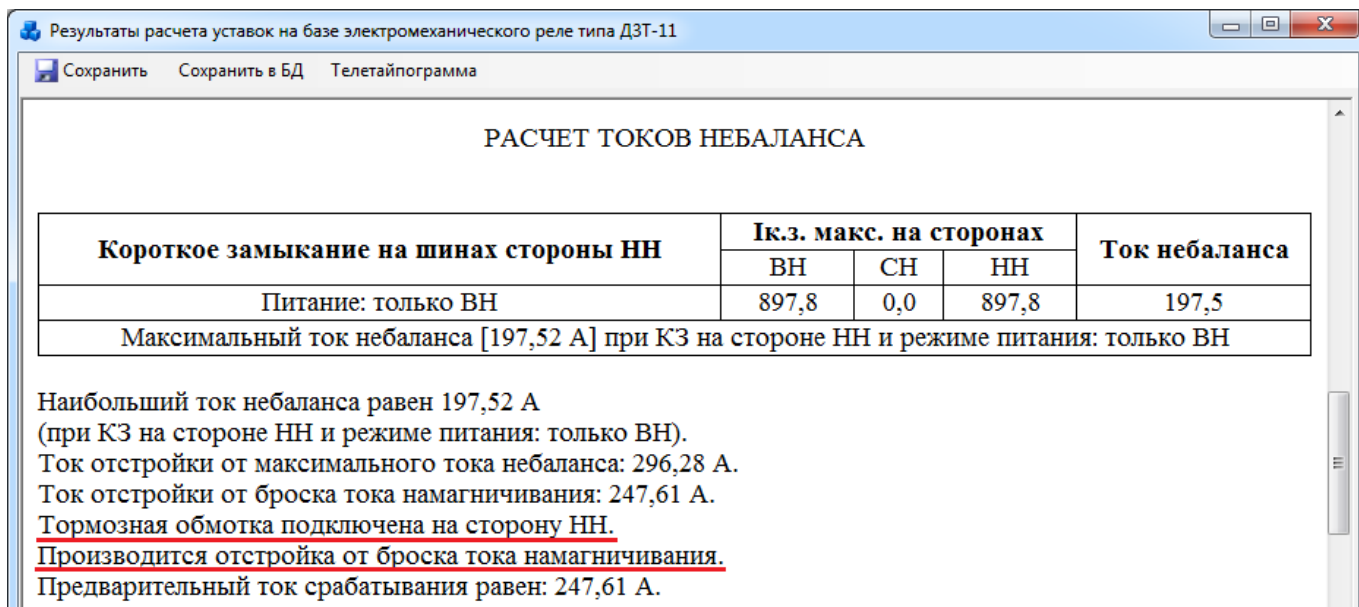 Результаты расчета уставок на базе электромеханического реле типа ДЗТ-11
Сохранить Сохранить в БД Телетайпограмма
РАСЧЕТ ТОКОВ НЕБАЛАНСА
Короткое замыкание на шинах стороны НН Iк.з. макс. на сторонах Ток небаланса
ВН СН НН
Питание: только ВН 897,8 0,0 897,8 197,5
Максимальный ток небаланса [197,52 А] при КЗ на стороне НН и режиме питания: только ВН
Наибольший ток небаланса равен 197,52 А
(при КЗ на стороне НН и режиме питания: только ВН).
Ток отстройки от максимального тока небаланса: 296,28 А.
Ток отстройки от броска тока намагничивания: 247,61 А.
Тормозная обмотка подключена на сторону НН.
Производится отстройка от броска тока намагничивания.
Предварительный ток срабатывания равен: 247,61 А.